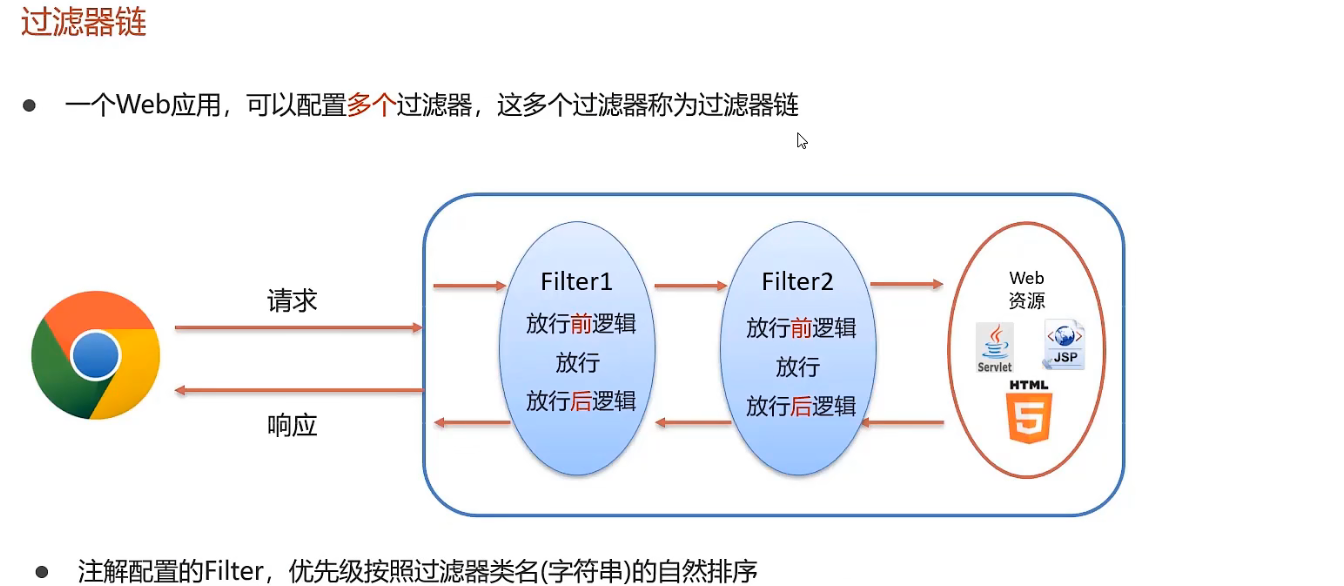 过滤器链
一个Web应用，可以配置多个过滤器，这多个过滤器称为过滤器链
请求
响应
Filter1
放行前逻辑
放行
放行后逻辑
Filter2
放行前逻辑
放行
放行后逻辑
Web
资源
Servlet
JSP
HTML
5
注解配置的Filter，优先级按照过滤器类名(字符串)的自然排序